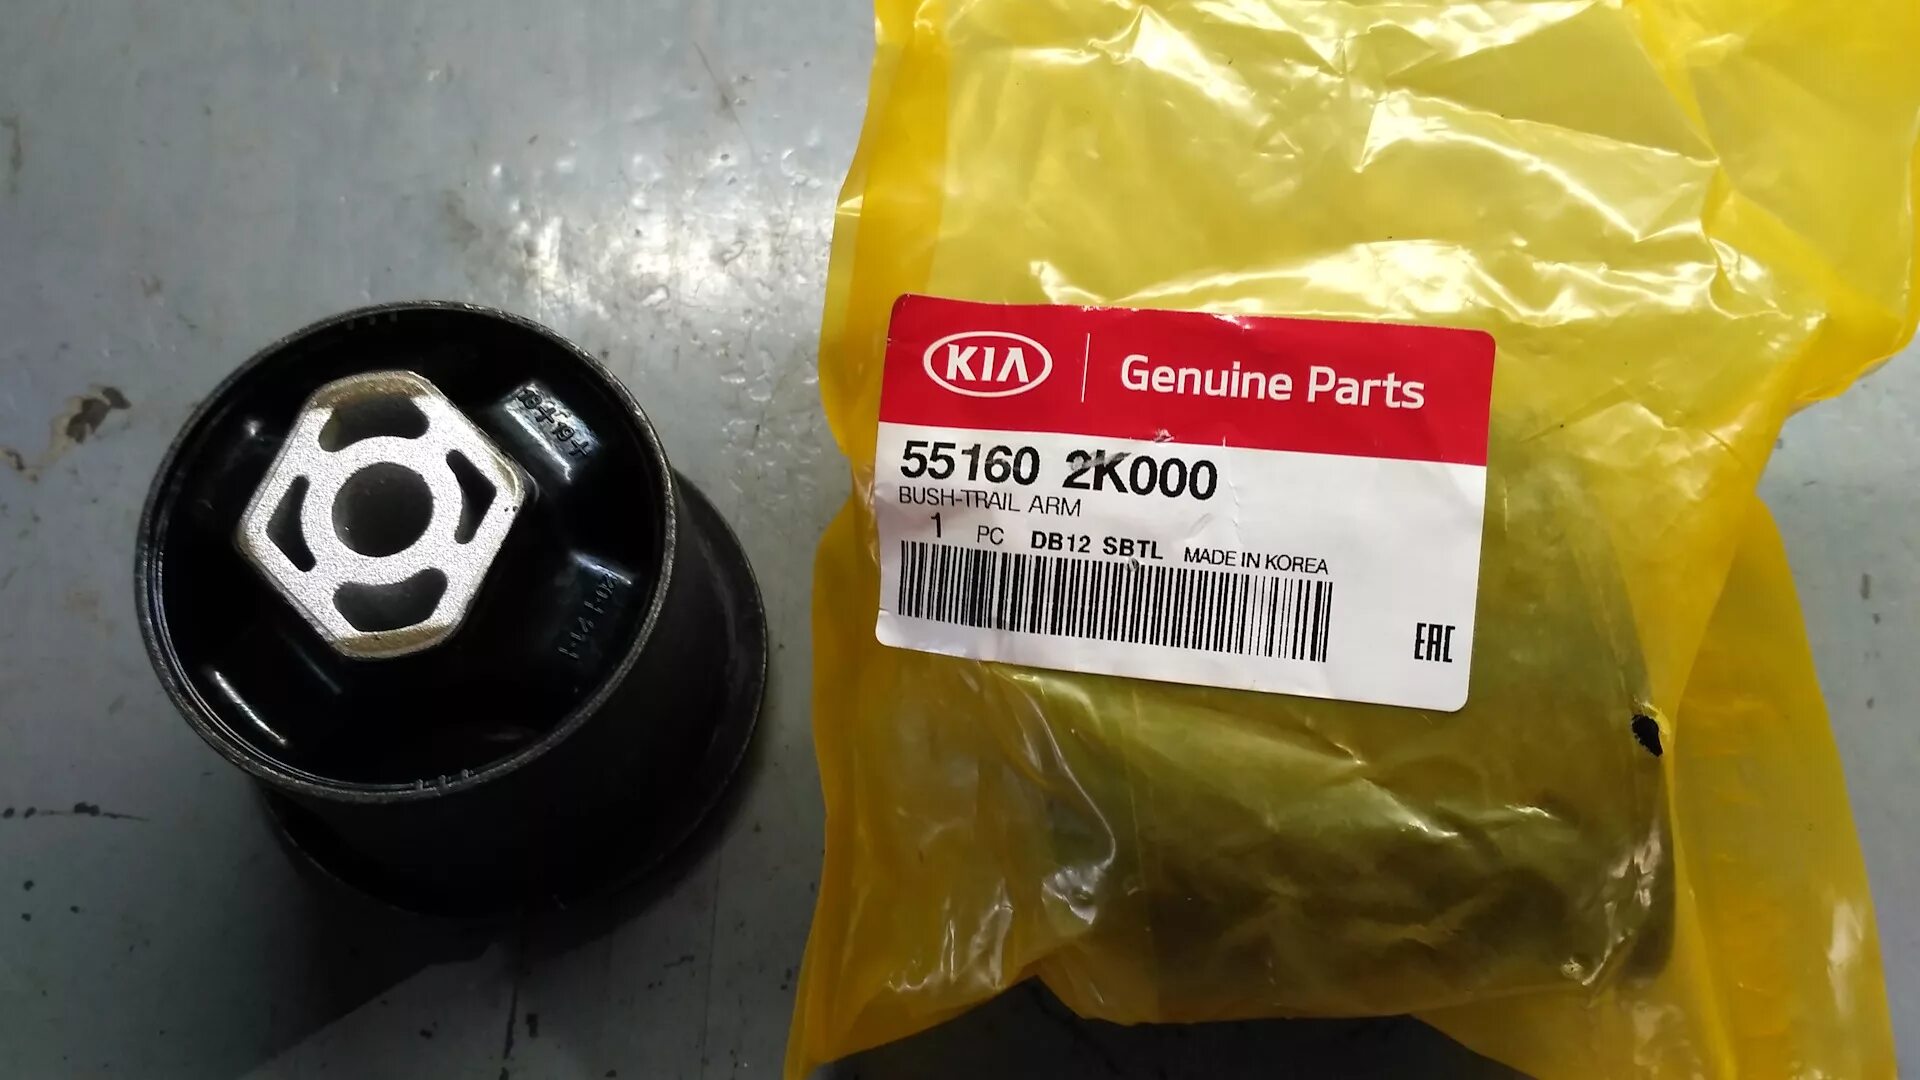 KIA Genuine Parts
55160 2K000
BUSH-TRAIL ARM
1 PC DB12 SBTL MADE IN KOREA
EAC